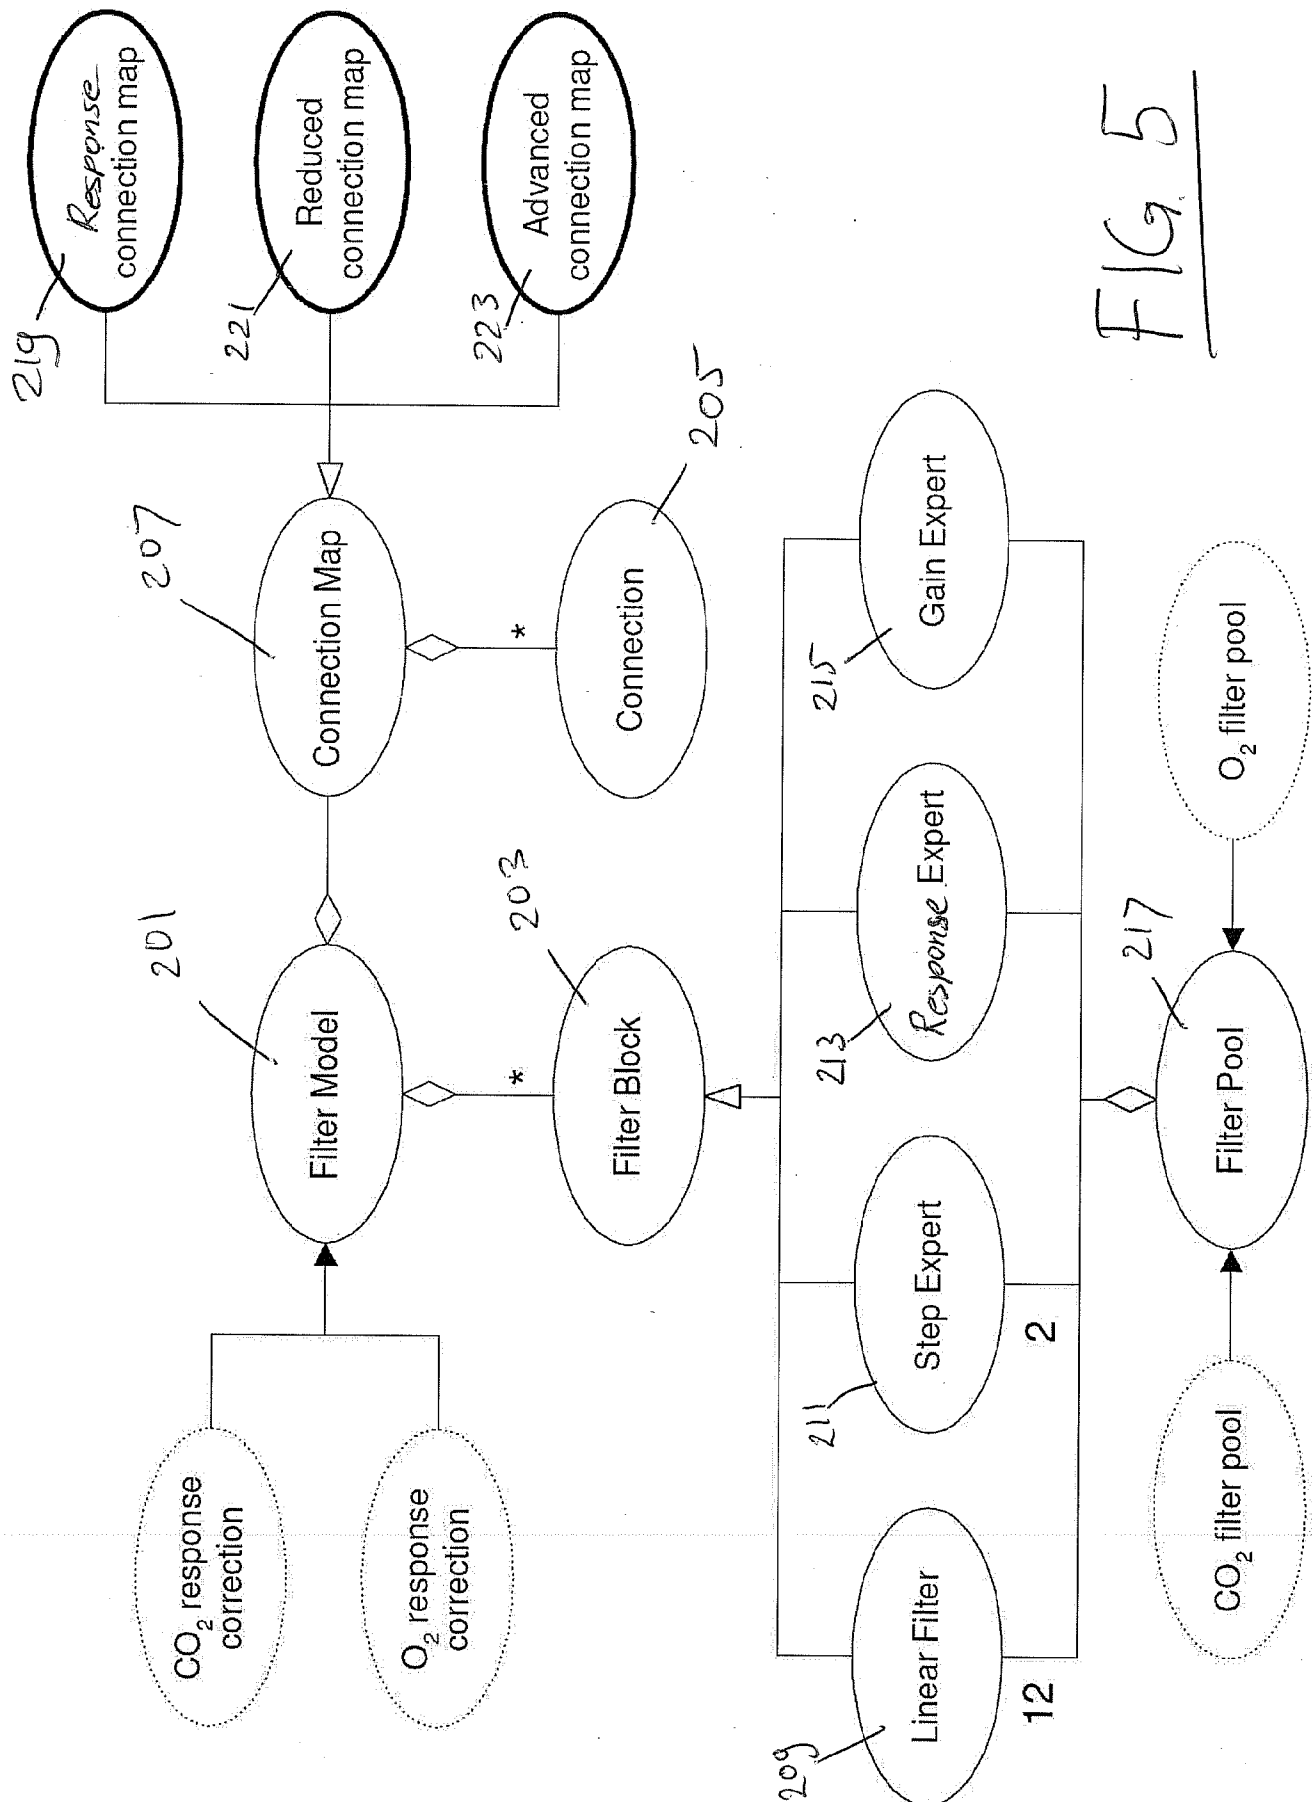 CO2 response
correction
O2 response
correction
201
Filter Model
207
Connection Map
219
Response
connection map
221
Reduced
connection map
223
Advanced
connection map
*
*
203
Filter Block
205
Connection
209
Linear Filter
12
211
Step Expert
2
213
Response Expert
215
Gain Expert
CO2 filter pool
217
Filter Pool
O2 filter pool
FIG. 5